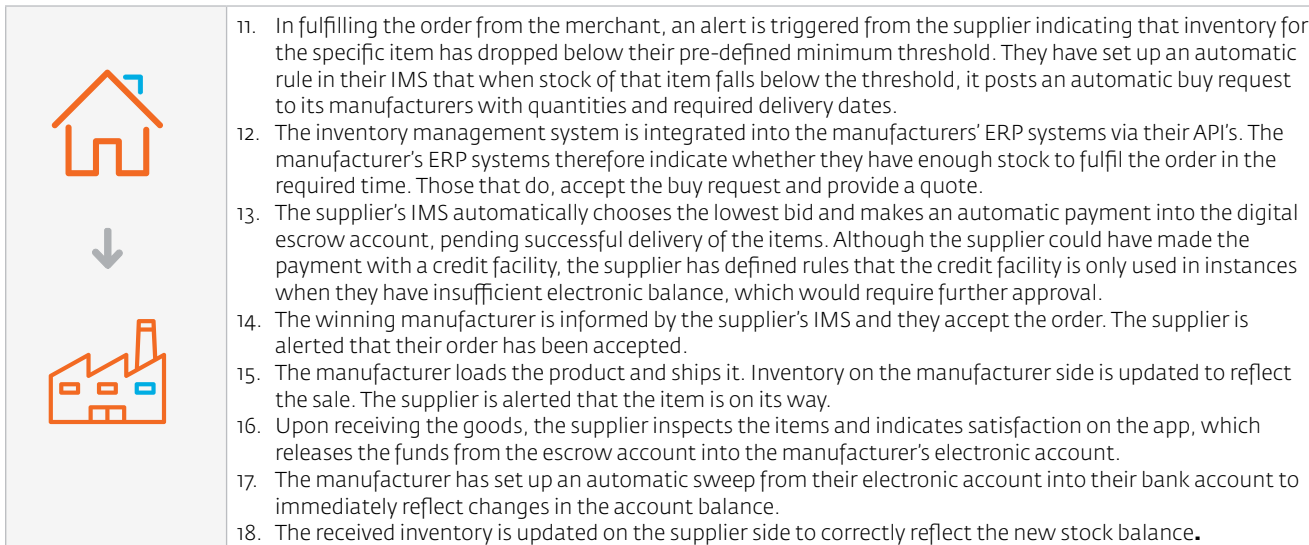 11. In fulfilling the order from the merchant, an alert is triggered from the supplier indicating that inventory for
the specific item has dropped below their pre-defined minimum threshold. They have set up an automatic
rule in their IMS that when stock of that item falls below the threshold, it posts an automatic buy request
to its manufacturers with quantities and required delivery dates.
12. The inventory management system is integrated into the manufacturers' ERP systems via their API's. The
manufacturer's ERP systems therefore indicate whether they have enough stock to fulfil the order in the
required time. Those that do, accept the buy request and provide a quote.
13. The supplier's IMS automatically chooses the lowest bid and makes an automatic payment into the digital
escrow account, pending successful delivery of the items. Although the supplier could have made the
payment with a credit facility, the supplier has defined rules that the credit facility is only used in instances
when they have insufficient electronic balance, which would require further approval.
14. The winning manufacturer is informed by the supplier's IMS and they accept the order. The supplier is
alerted that their order has been accepted.
15. The manufacturer loads the product and ships it. Inventory on the manufacturer side is updated to reflect
the sale. The supplier is alerted that the item is on its way.
16. Upon receiving the goods, the supplier inspects the items and indicates satisfaction on the app, which
releases the funds from the escrow account into the manufacturer's electronic account.
17. The manufacturer has set up an automatic sweep from their electronic account into their bank account to
immediately reflect changes in the account balance.
18. The received inventory is updated on the supplier side to correctly reflect the new stock balance.